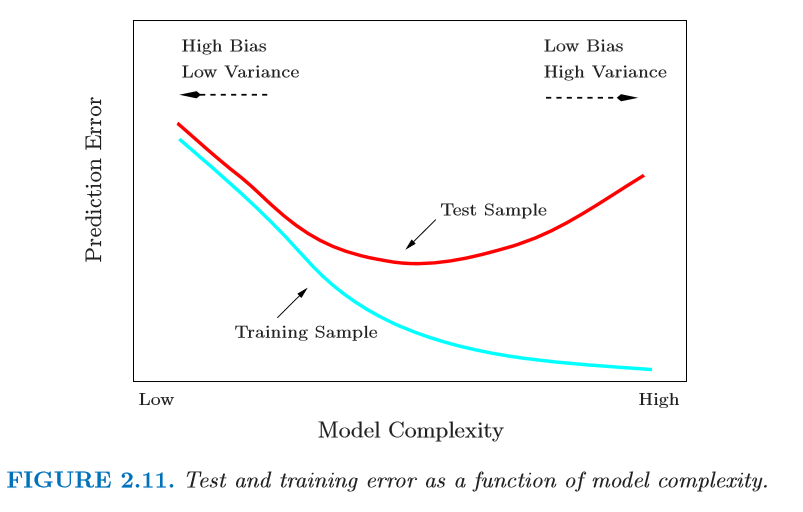 High Bias
Low Variance
Low Bias
High Variance
Prediction Error
Test Sample
Training Sample
Low
High
Model Complexity
FIGURE 2.11. Test and training error as a function of model complexity.